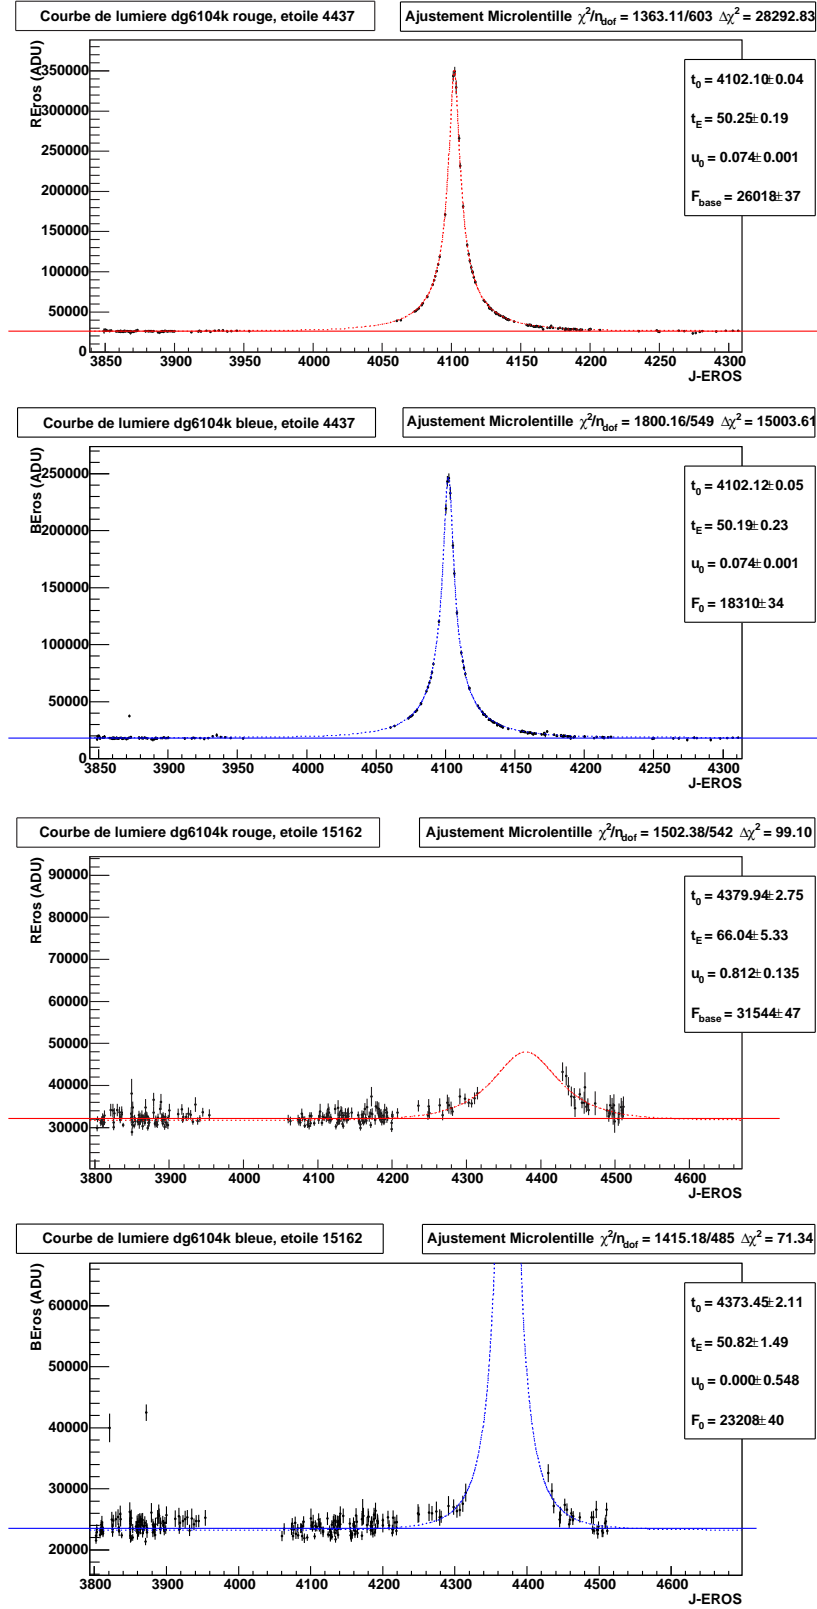 Courbe de lumiere dg6104k rouge, etoile 4437
Ajustement Microlentille χ²/n_dof = 1363.11/603 Δχ² = 28292.83
REros (ADU)
350000
300000
250000
200000
150000
100000
50000
0
t₀ = 4102.10±0.04
t_E = 50.25±0.19
u₀ = 0.074±0.001
F_base = 26018±37
3850 3900 3950 4000 4050 4100 4150 4200 4250 4300
J-EROS
Courbe de lumiere dg6104k bleue, etoile 4437
Ajustement Microlentille χ²/n_dof = 1800.16/549 Δχ² = 15003.61
BEros (ADU)
250000
200000
150000
100000
50000
0
t₀ = 4102.12±0.05
t_E = 50.19±0.23
u₀ = 0.074±0.001
F₀ = 18310±34
3850 3900 3950 4000 4050 4100 4150 4200 4250 4300
J-EROS
Courbe de lumiere dg6104k rouge, etoile 15162
Ajustement Microlentille χ²/n_dof = 1502.38/542 Δχ² = 99.10
REros (ADU)
90000
80000
70000
60000
50000
40000
30000
t₀ = 4379.94±2.75
t_E = 66.04±5.33
u₀ = 0.812±0.135
F_base = 31544±47
3800 3900 4000 4100 4200 4300 4400 4500 4600
J-EROS
Courbe de lumiere dg6104k bleue, etoile 15162
Ajustement Microlentille χ²/n_dof = 1415.18/485 Δχ² = 71.34
BEros (ADU)
60000
50000
40000
30000
20000
t₀ = 4373.45±2.11
t_E = 50.82±1.49
u₀ = 0.000±0.548
F₀ = 23208±40
3800 3900 4000 4100 4200 4300 4400 4500 4600
J-EROS